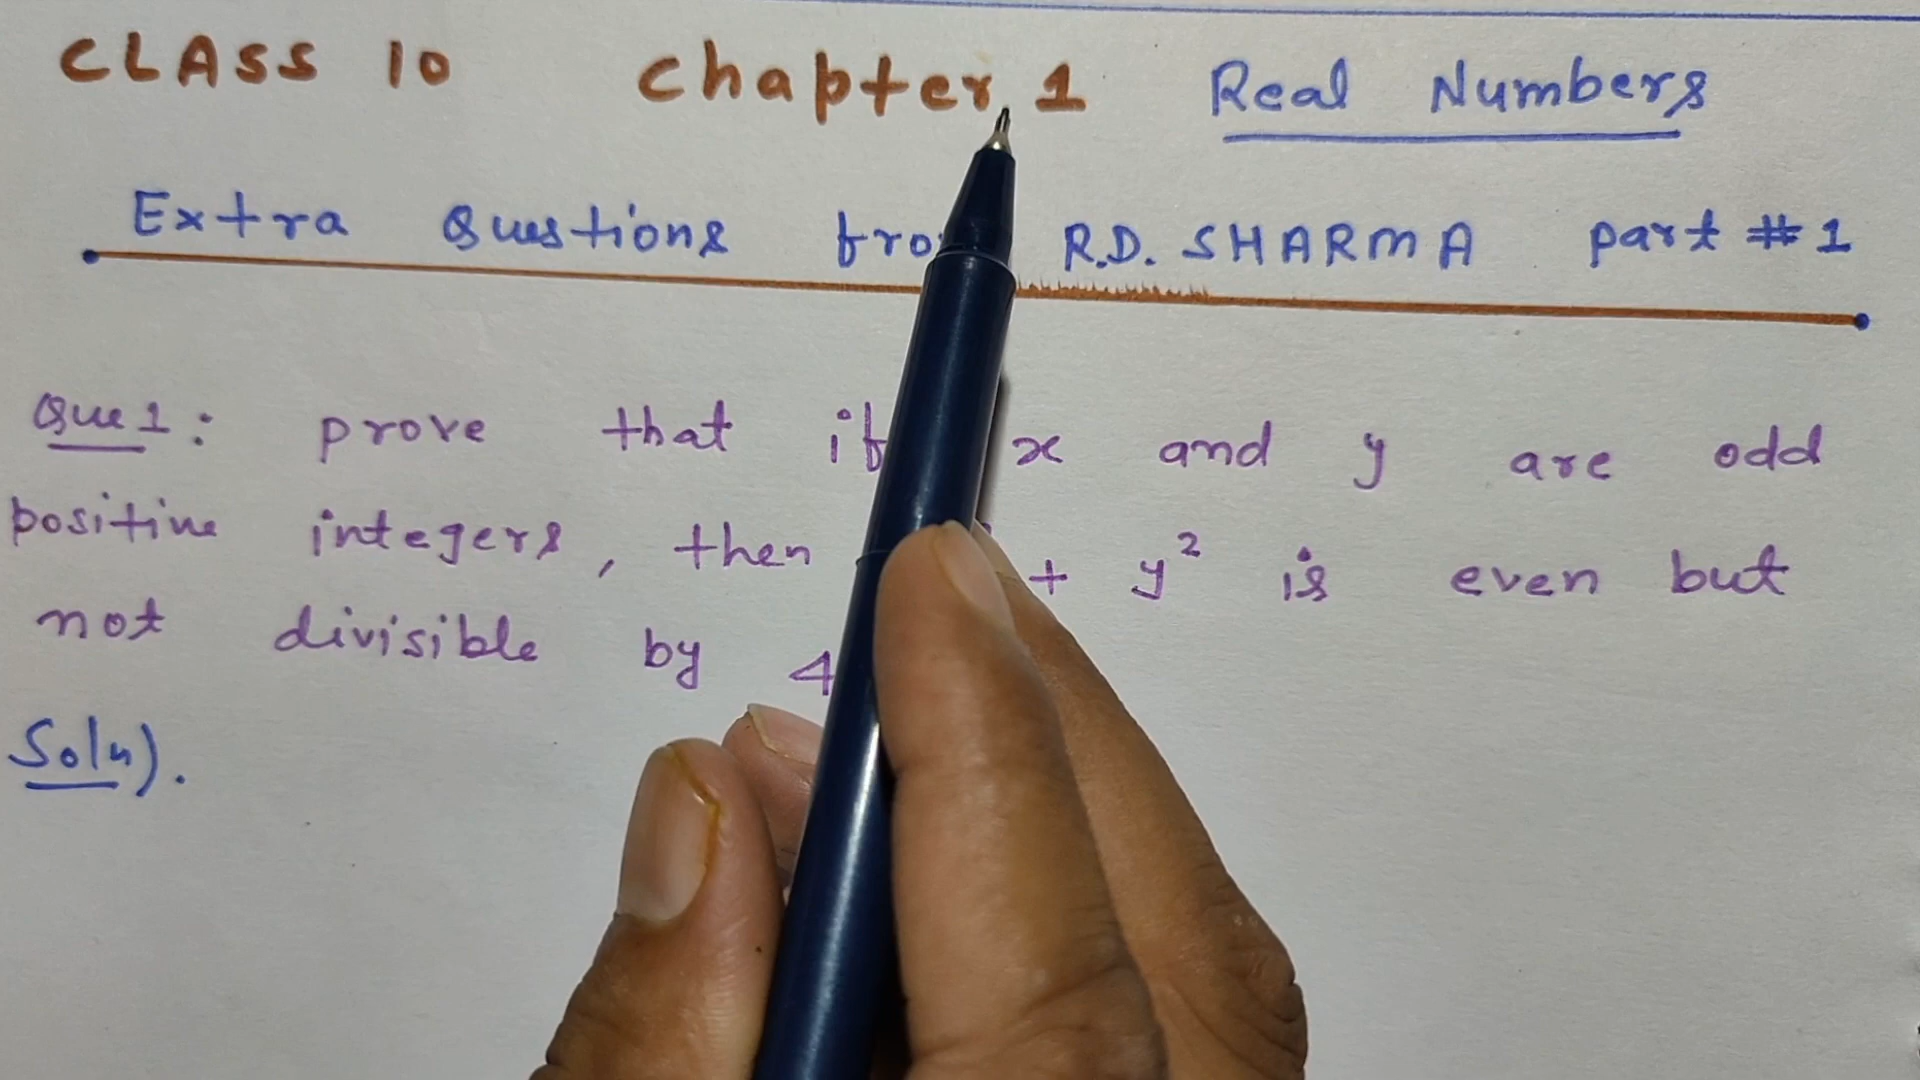 CLASS 10 Chapter 1 Real Numbers
Extra Questions R.D. SHARMA part #1
Que 1: prove that if x and y are odd
positive integers, then + y² is even but
not divisible by 4
Soln).